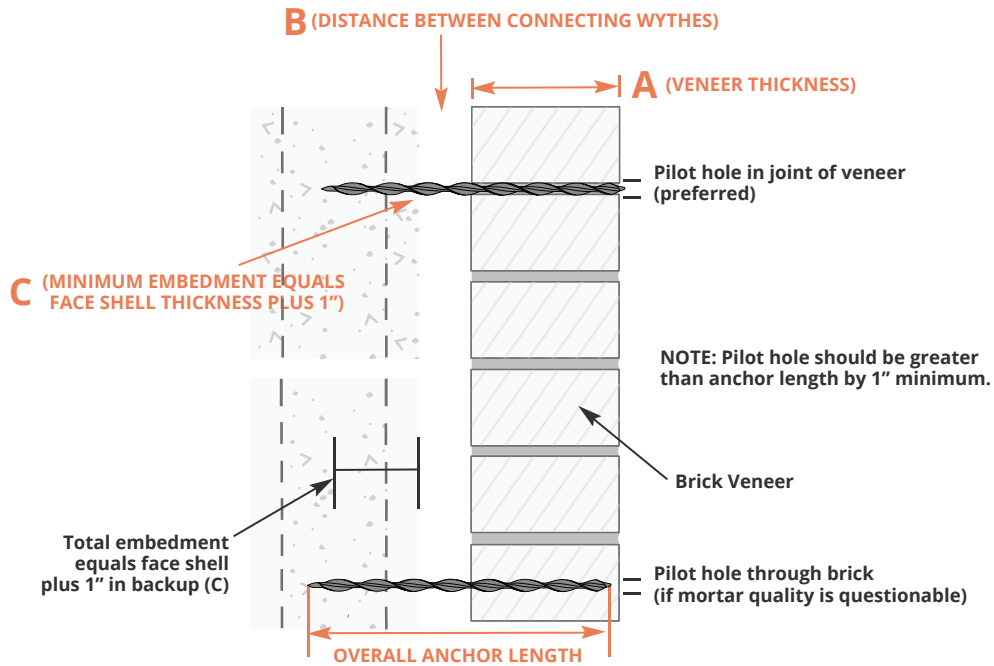 B (DISTANCE BETWEEN CONNECTING WYTHES)
A (VENEER THICKNESS)
Pilot hole in joint of veneer
(preferred)
C (MINIMUM EMBEDMENT EQUALS
FACE SHELL THICKNESS PLUS 1”)
NOTE: Pilot hole should be greater
than anchor length by 1” minimum.
Brick Veneer
Total embedment
equals face shell
plus 1” in backup (C)
Pilot hole through brick
(if mortar quality is questionable)
OVERALL ANCHOR LENGTH